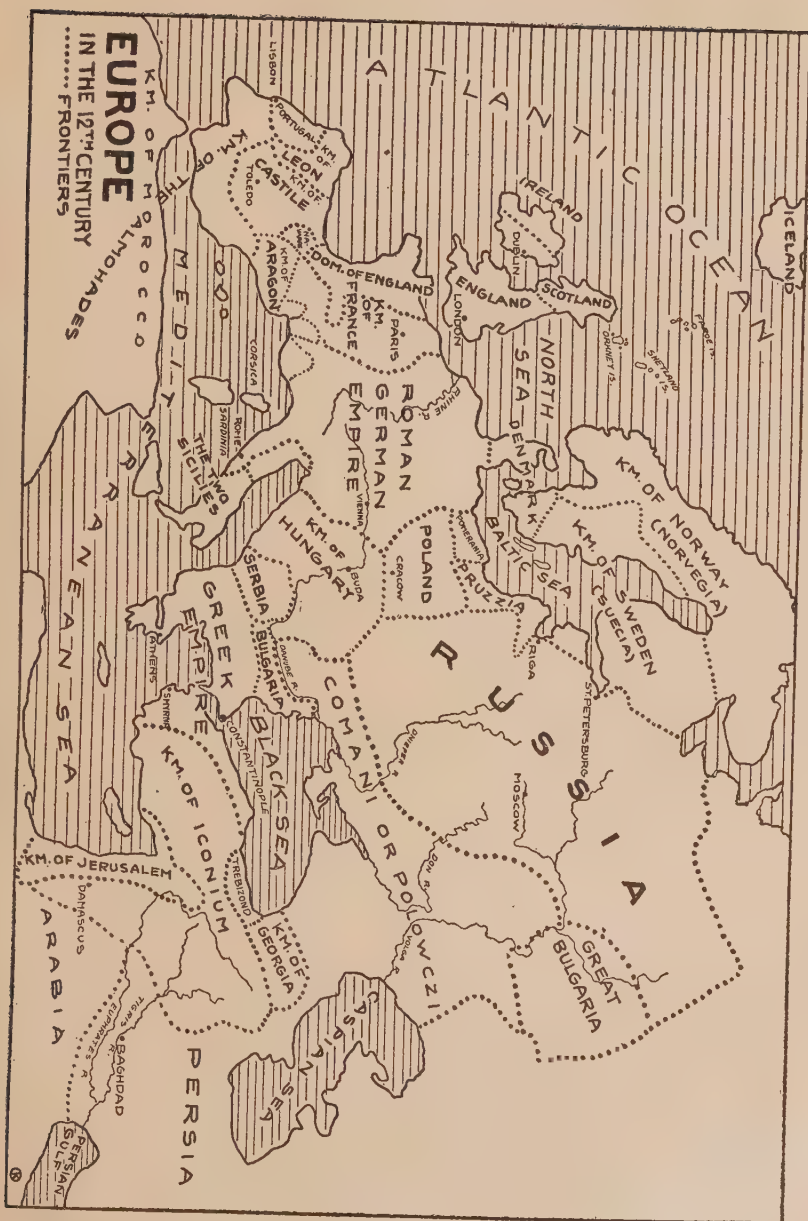 EUROPE
IN THE 12TH CENTURY
........ FRONTIERS
ATLANTIC OCEAN
ICELAND
FAROE IS.
SHETLAND IS.
ORKNEY IS.
IRELAND
DUBLIN
SCOTLAND
ENGLAND
LONDON
NORTH SEA
DENMARK
KM. OF NORWAY
(NORVEGIA)
KM. OF SWEDEN
(SUECIA)
BALTIC SEA
LISBON
PORTUGAL
KM. OF
LEON
KM. OF
CASTILE
TOLEDO
NAVARRE
KM. OF
ARAGON
KM. OF THE ALMOHADES
KM. OF MOROCCO
DOM. OF ENGLAND
KM.
OF
FRANCE
PARIS
ROMAN
GERMAN
EMPIRE
RHINE R.
VIENNA
CORSICA
SARDINIA
ROME
THE TWO
SICILIES
MEDITERRANEAN SEA
POMERANIA
PRUZZIA
POLAND
CRACOW
KM. OF
HUNGARY
BUDA
SERBIA
BULGARIA
DANUBE R.
GREEK
EMPIRE
ATHENS
SMYRNA
CONSTANTINOPLE
BLACK SEA
RUSSIA
RIGA
ST. PETERSBURG
MOSCOW
DNIEPER R.
DON R.
VOLGA R.
COMANI OR POLOWCZI
GREAT
BULGARIA
KM. OF ICONIUM
TREBIZOND
KM. OF
GEORGIA
CASPIAN SEA
KM. OF JERUSALEM
DAMASCUS
ARABIA
TIGRIS R.
EUPHRATES R.
BAGHDAD
PERSIA
PERSIAN
GULF